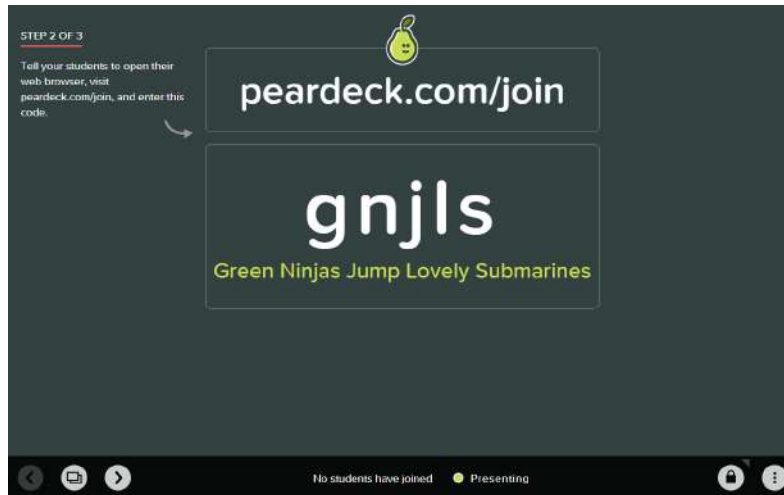 STEP 2 OF 3
Tell your students to open their
web browser, visit
peardeck.com/join, and enter this
code.
peardeck.com/join
gnjls
Green Ninjas Jump Lovely Submarines
No students have joined
Presenting